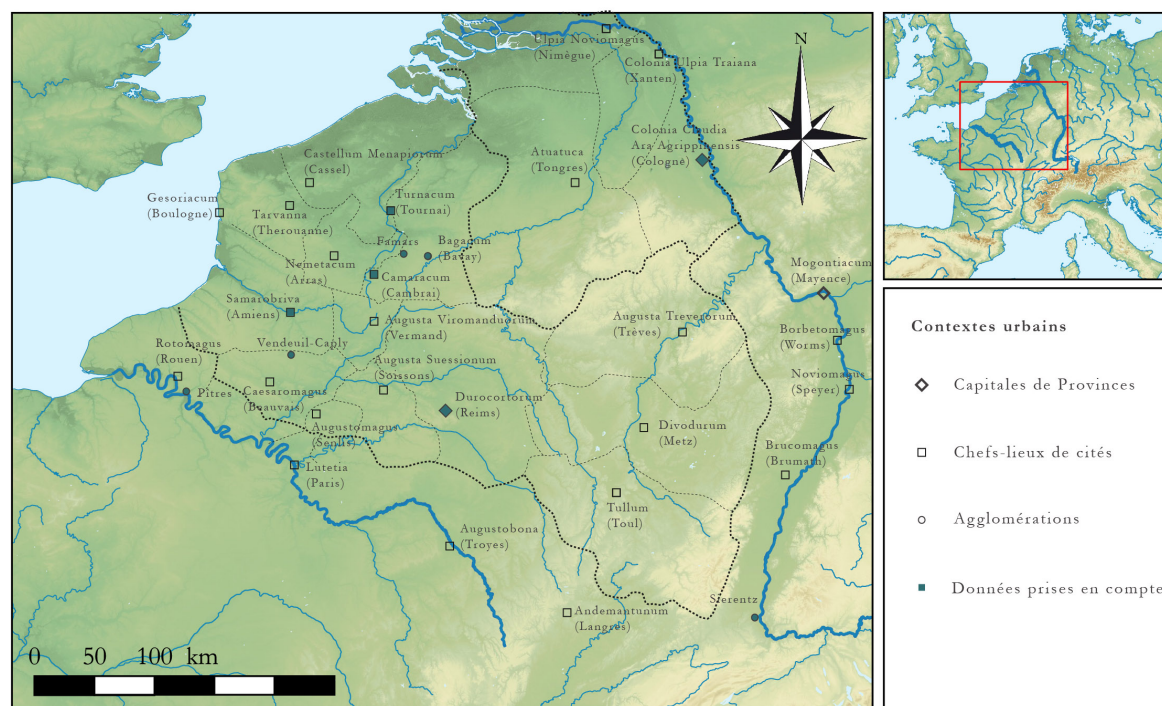 Ulpia Noviomagus
(Nimègue)
N
Colonia Ulpia Traiana
(Xanten)
Colonia Claudia
Ara Agrippinensis
(Cologne)
Castellum Menapiorum
(Cassel)
Atuatuca
(Tongres)
Gesoriacum
(Boulogne)
Tarvanna
(Therouanne)
Turnacum
(Tournai)
Famars
Bagacum
(Bavay)
Nemetacum
(Arras)
Camaracum
(Cambrai)
Mogontiacum
(Mayence)
Samarobriva
(Amiens)
Augusta Viromanduorum
(Vermand)
Augusta Treverorum
(Trèves)
Borbetomagus
(Worms)
Rotomagus
(Rouen)
Vendeuil-Caply
Augusta Suessionum
(Soissons)
Noviomagus
(Speyer)
Pîtres
Caesaromagus
(Beauvais)
Durocortorum
(Reims)
Augustomagus
(Senlis)
Divodurum
(Metz)
Brucomagus
(Brumath)
Lutetia
(Paris)
Tullum
(Toul)
Augustobona
(Troyes)
Sierentz
Andemantunum
(Langres)
0 50 100 km
Contextes urbains
Capitales de Provinces
Chefs-lieux de cités
Agglomérations
Données prises en compte